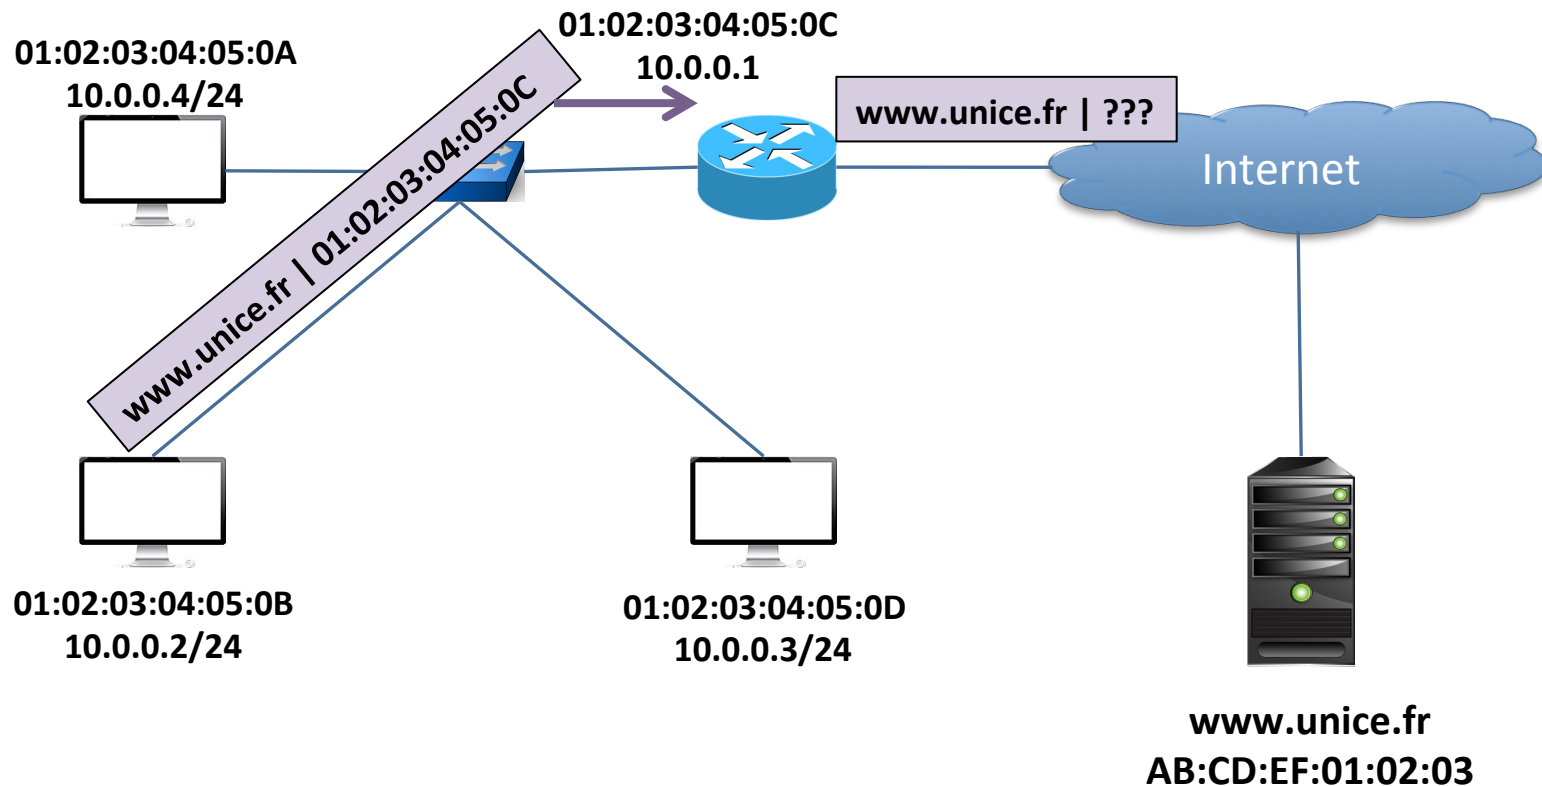 01:02:03:04:05:0A
10.0.0.4/24
01:02:03:04:05:0C
10.0.0.1
www.unice.fr | 01:02:03:04:05:0C
www.unice.fr | ???
Internet
01:02:03:04:05:0B
10.0.0.2/24
01:02:03:04:05:0D
10.0.0.3/24
www.unice.fr
AB:CD:EF:01:02:03